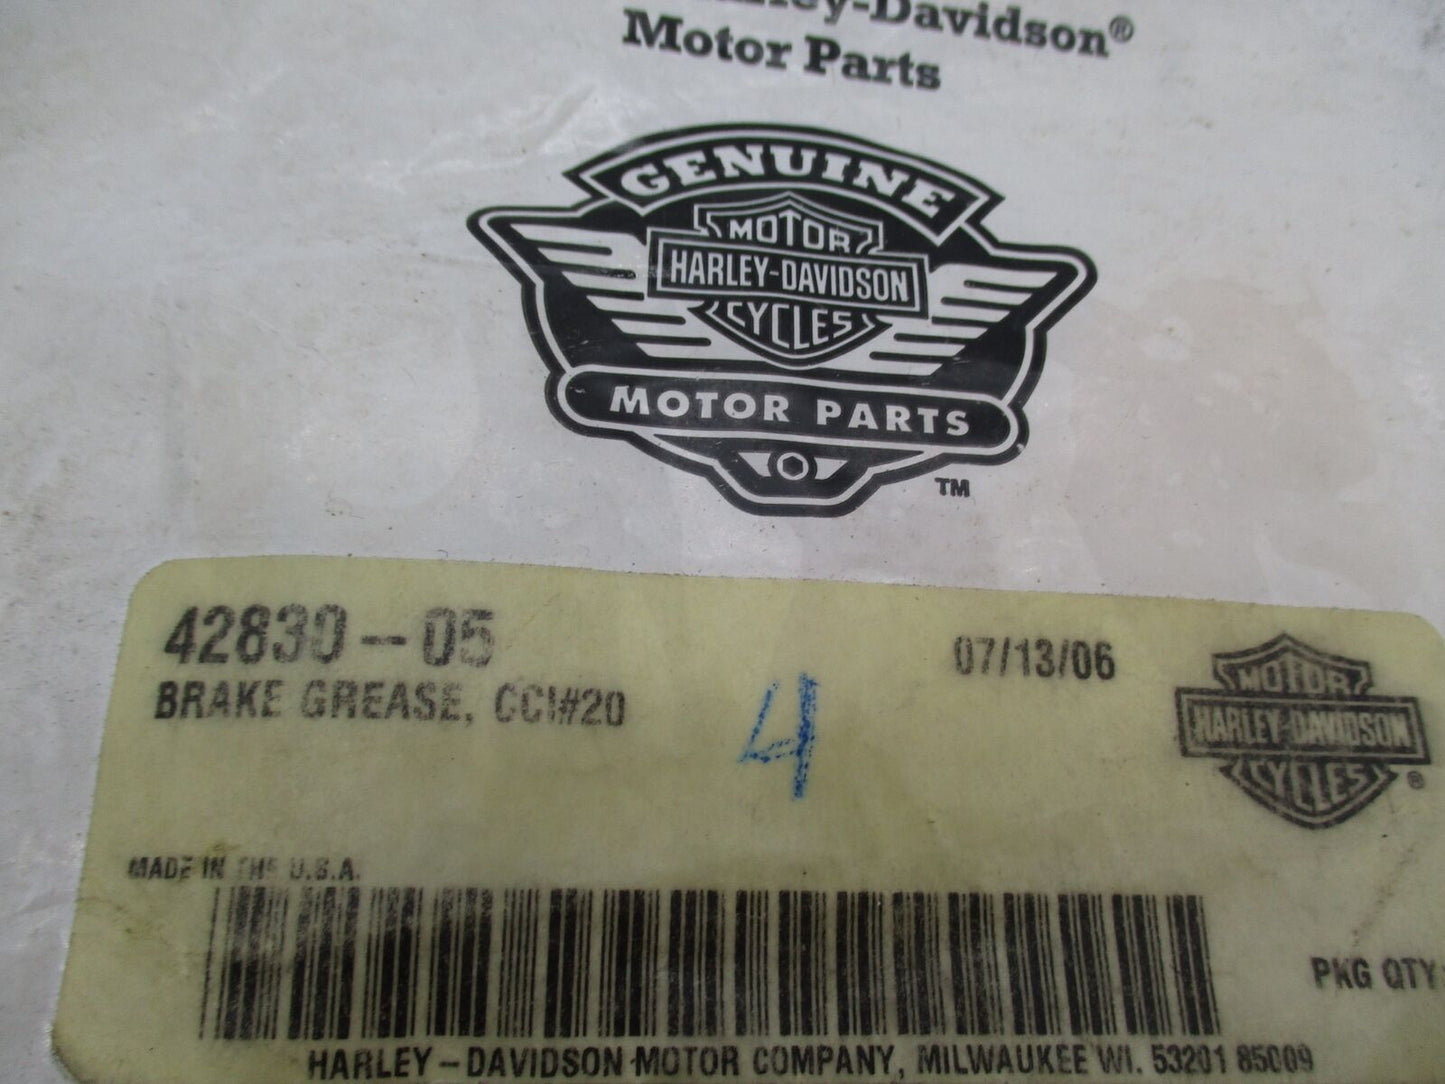 -Davidson®
Motor Parts
GENUINE
MOTOR
HARLEY-DAVIDSON
CYCLES
MOTOR PARTS
TM
42830-05
07/13/06
BRAKE GREASE, CCI#20
4
MOTOR
HARLEY-DAVIDSON
CYCLES
®
MADE IN THE U.S.A.
PKG QTY
HARLEY-DAVIDSON MOTOR COMPANY, MILWAUKEE WI. 53201 85009